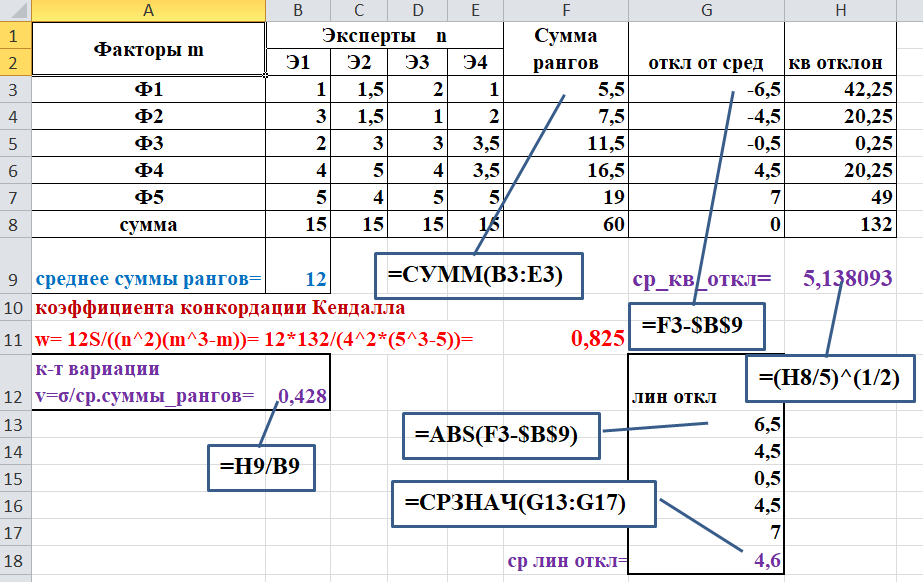 A B C D E F G H
1 Факторы m Эксперты n Сумма
2 Э1 Э2 Э3 Э4 рангов откл от сред кв отклон
3 Ф1 1 1,5 2 1 5,5 -6,5 42,25
4 Ф2 3 1,5 1 2 7,5 -4,5 20,25
5 Ф3 2 3 3 3,5 11,5 -0,5 0,25
6 Ф4 4 5 4 3,5 16,5 4,5 20,25
7 Ф5 5 4 5 5 19 7 49
8 сумма 15 15 15 15 60 0 132
=СУММ(B3:E3)
9 среднее суммы рангов= 12 ср_кв_откл= 5,138093
10 коэффициента конкордации Кендалла
=F3-$B$9
11 w= 12S/((n^2)(m^3-m))= 12*132/(4^2*(5^3-5))= 0,825
к-т вариации
=(H8/5)^(1/2)
12 v=σ/ср.суммы_рангов= 0,428 лин откл
13 6,5
=ABS(F3-$B$9)
14 4,5
=H9/B9
15 0,5
16 4,5
=СРЗНАЧ(G13:G17)
17 7
18 ср лин откл= 4,6